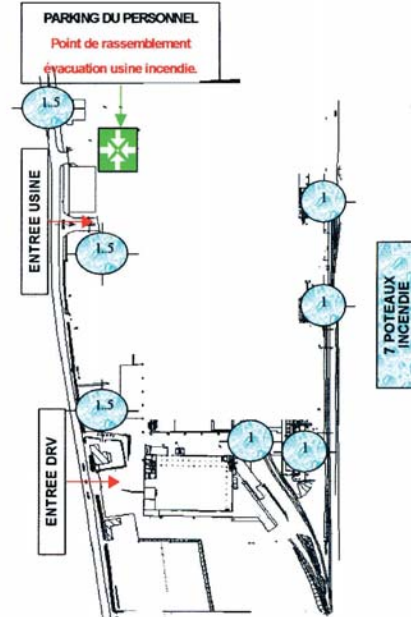 PARKING DU PERSONNEL
Point de rassemblement
évacuation usine incendie.
1.5
ENTREE USINE
1
1.5
1
7 POTEAUX
INCENDIE
1.5
1
1
ENTREE DRV